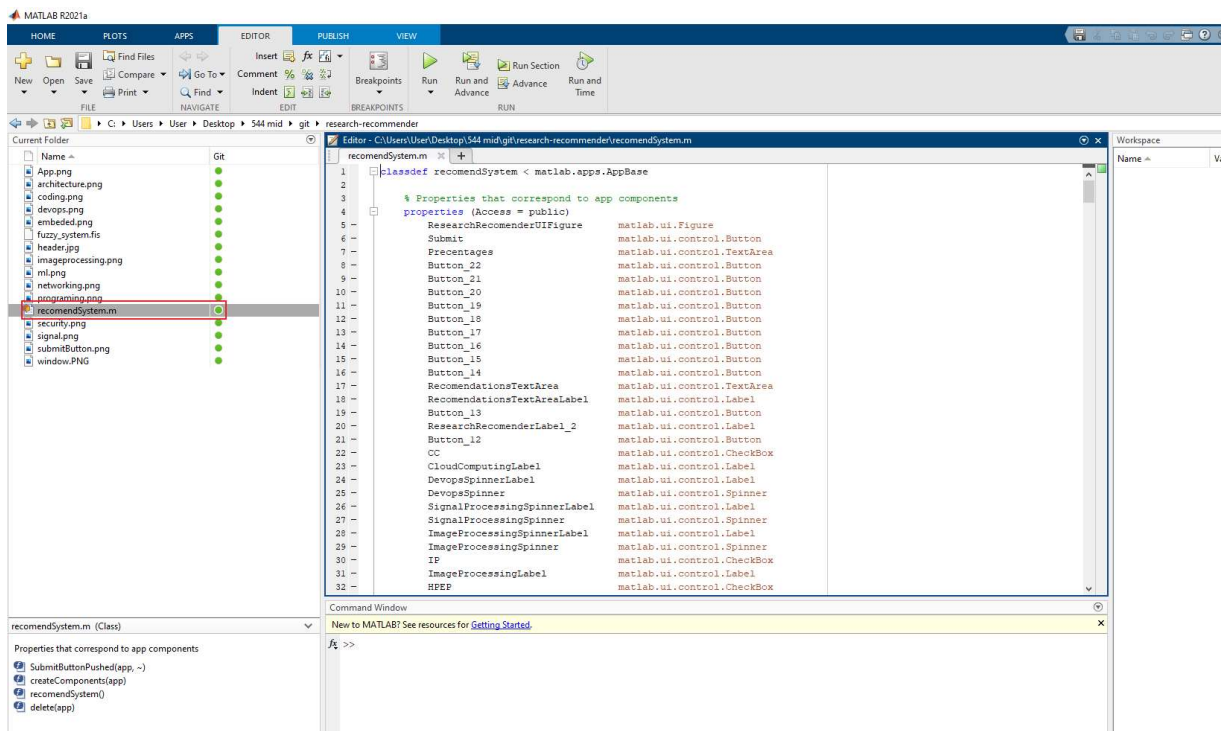 MATLAB R2021a
HOME PLOTS APPS EDITOR PUBLISH VIEW
New Open Save Find Files Compare Print
Go To Find
Insert fx
Comment %
Indent
Breakpoints
Run Run and Advance Run Section Advance Run and Time
FILE NAVIGATE EDIT BREAKPOINTS RUN
C: Users User Desktop 544 mid git research-recommender
Current Folder
Name Git
App.png
architecture.png
coding.png
devops.png
embeded.png
fuzzy_system.fis
header.jpg
imageprocessing.png
ml.png
networking.png
programing.png
recomendSystem.m
security.png
signal.png
submitButton.png
window.PNG
recomendSystem.m (Class)
Properties that correspond to app components
SubmitButtonPushed(app, ~)
createComponents(app)
recomendSystem()
delete(app)
Editor - C:\Users\User\Desktop\544 mid\git\research-recommender\recomendSystem.m
recomendSystem.m +
1 classdef recomendSystem < matlab.apps.AppBase
2
3 % Properties that correspond to app components
4 properties (Access = public)
5 - ResearchRecomenderUIFigure matlab.ui.Figure
6 - Submit matlab.ui.control.Button
7 - Precentages matlab.ui.control.TextArea
8 - Button_22 matlab.ui.control.Button
9 - Button_21 matlab.ui.control.Button
10 - Button_20 matlab.ui.control.Button
11 - Button_19 matlab.ui.control.Button
12 - Button_18 matlab.ui.control.Button
13 - Button_17 matlab.ui.control.Button
14 - Button_16 matlab.ui.control.Button
15 - Button_15 matlab.ui.control.Button
16 - Button_14 matlab.ui.control.Button
17 - RecomendationsTextArea matlab.ui.control.TextArea
18 - RecomendationsTextAreaLabel matlab.ui.control.Label
19 - Button_13 matlab.ui.control.Button
20 - ResearchRecomenderLabel_2 matlab.ui.control.Label
21 - Button_12 matlab.ui.control.Button
22 - CC matlab.ui.control.CheckBox
23 - CloudComputingLabel matlab.ui.control.Label
24 - DevopsSpinnerLabel matlab.ui.control.Label
25 - DevopsSpinner matlab.ui.control.Spinner
26 - SignalProcessingSpinnerLabel matlab.ui.control.Label
27 - SignalProcessingSpinner matlab.ui.control.Spinner
28 - ImageProcessingSpinnerLabel matlab.ui.control.Label
29 - ImageProcessingSpinner matlab.ui.control.Spinner
30 - IP matlab.ui.control.CheckBox
31 - ImageProcessingLabel matlab.ui.control.Label
32 - HPEP matlab.ui.control.CheckBox
Command Window
New to MATLAB? See resources for Getting Started.
fx >>
Workspace
Name